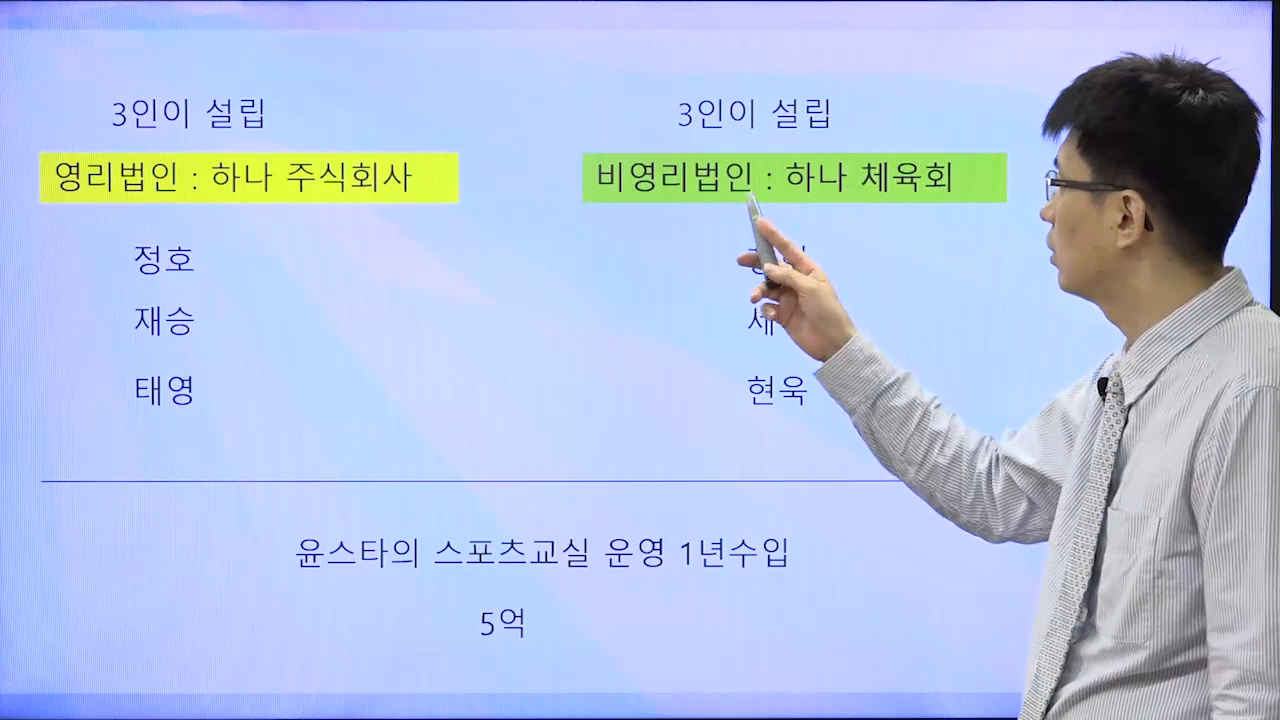 3인이 설립
영리법인 : 하나 주식회사
정호
재승
태영
3인이 설립
비영리법인 : 하나 체육회
현욱
윤스타의 스포츠교실 운영 1년수입
5억